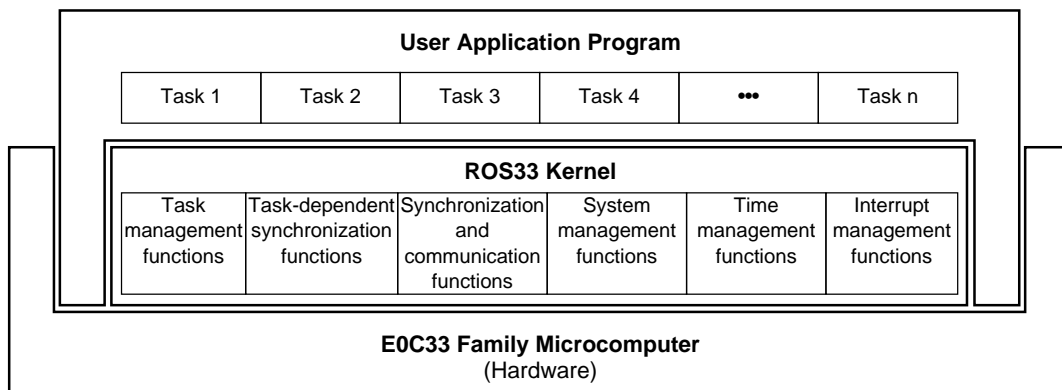 User Application Program
Task 1
Task 2
Task 3
Task 4
•••
Task n
ROS33 Kernel
Task
management
functions
Task-dependent
synchronization
functions
Synchronization
and
communication
functions
System
management
functions
Time
management
functions
Interrupt
management
functions
E0C33 Family Microcomputer
(Hardware)